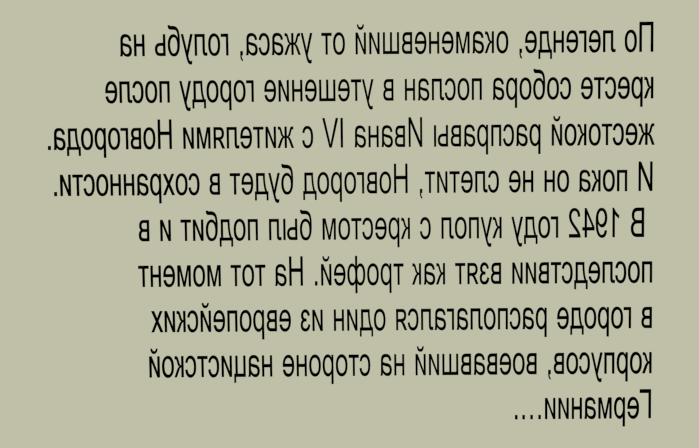 По легенде, окаменевший от ужаса, голубь на
кресте собора послан в утешение городу после
жестокой расправы Ивана IV с жителями Новгорода.
И пока он не слетит, Новгород будет в сохранности.
В 1942 году купол с крестом был подбит и в
последствии взят как трофей. На тот момент
в городе располагался один из европейских
корпусов, воевавший на стороне нацистской
Германии....